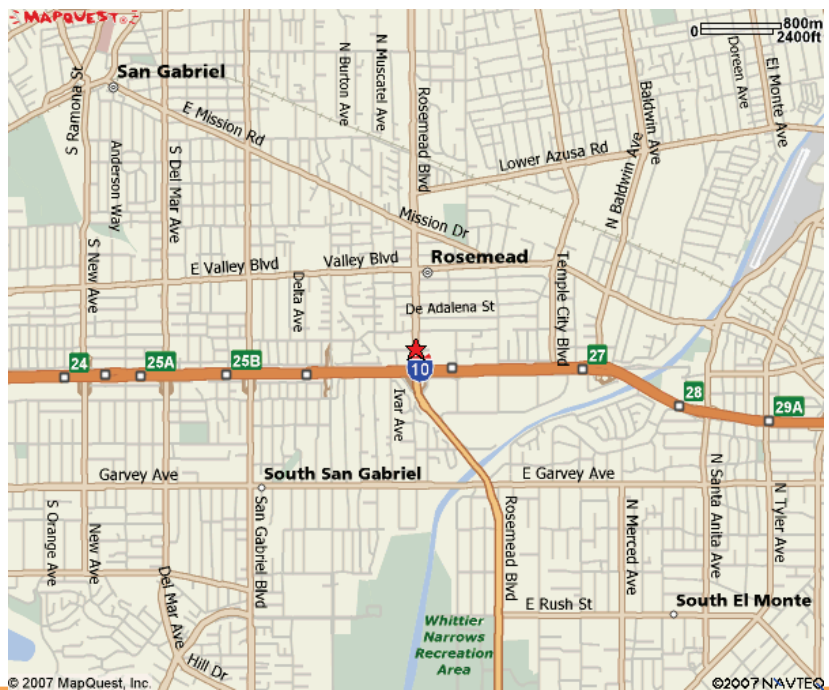 MAPQUEST
800m
0
2400ft
San Gabriel
S Ramona St
E Mission Rd
N Burton Ave
N Muscatel Ave
Rosemead Blvd
Doreen Ave
El Monte Ave
Baldwin Ave
Lower Azusa Rd
N Baldwin Ave
Anderson Way
S Del Mar Ave
Mission Dr
S New Ave
E Valley Blvd
Valley Blvd
Rosemead
Delta Ave
De Adalena St
Temple City Blvd
24
25A
25B
10
27
28
29A
Ivar Ave
Garvey Ave
South San Gabriel
E Garvey Ave
S Orange Ave
New Ave
San Gabriel Blvd
Rosemead Blvd
N Merced Ave
N Santa Anita Ave
N Tyler Ave
Del Mar Ave
E Rush St
South El Monte
Whittier
Narrows
Recreation
Area
Hill Dr
© 2007 MapQuest, Inc.
©2007 NAVTEQ